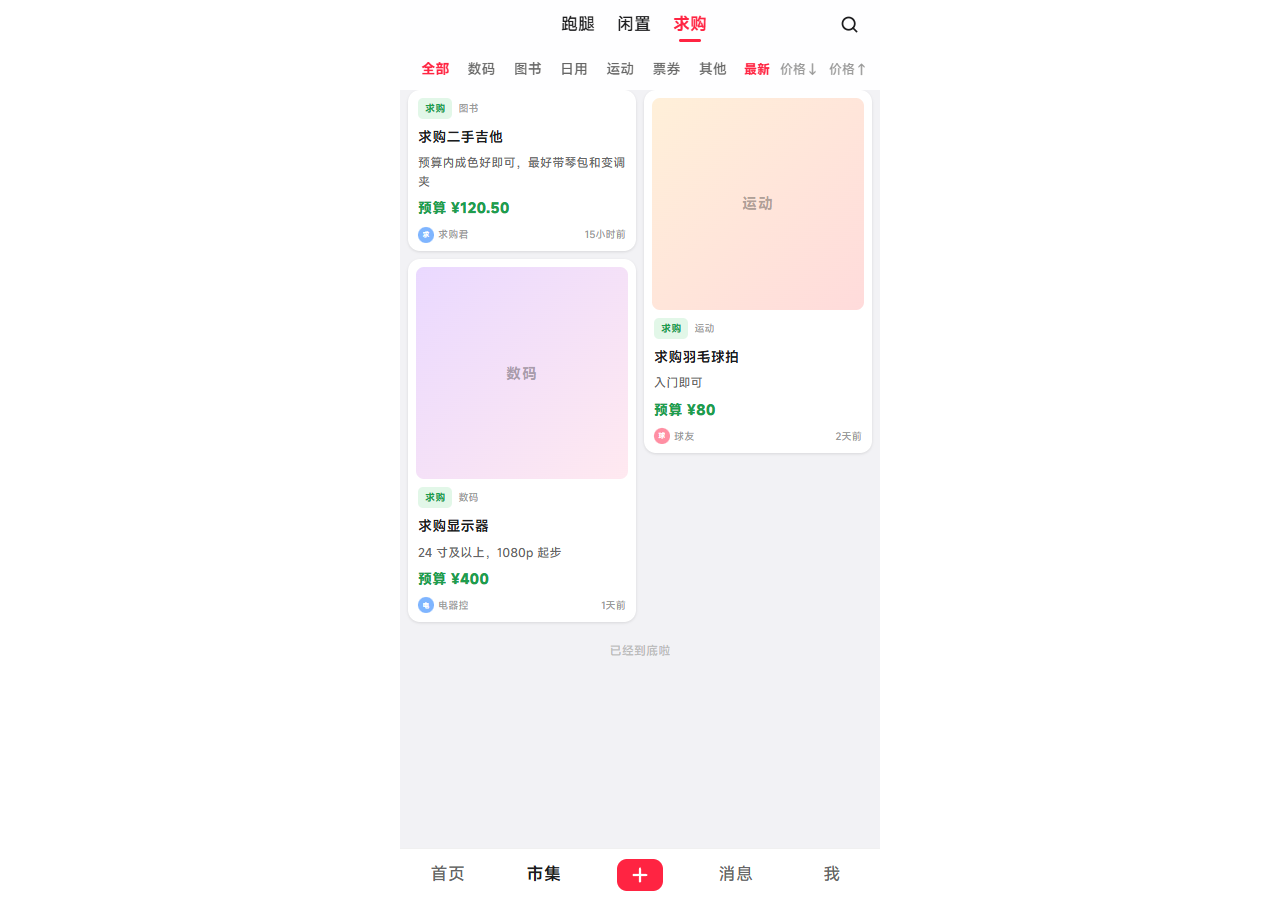 跑腿 闲置 求购
全部 数码 图书 日用 运动 票券 其他 最新 价格↓ 价格↑
求购 图书
求购二手吉他
预算内成色好即可，最好带琴包和变调
夹
预算 ¥120.50
求 求购君 15小时前
数码
求购 数码
求购显示器
24 寸及以上，1080p 起步
预算 ¥400
电 电器控 1天前
运动
求购 运动
求购羽毛球拍
入门即可
预算 ¥80
球 球友 2天前
已经到底啦
首页 市集 + 消息 我